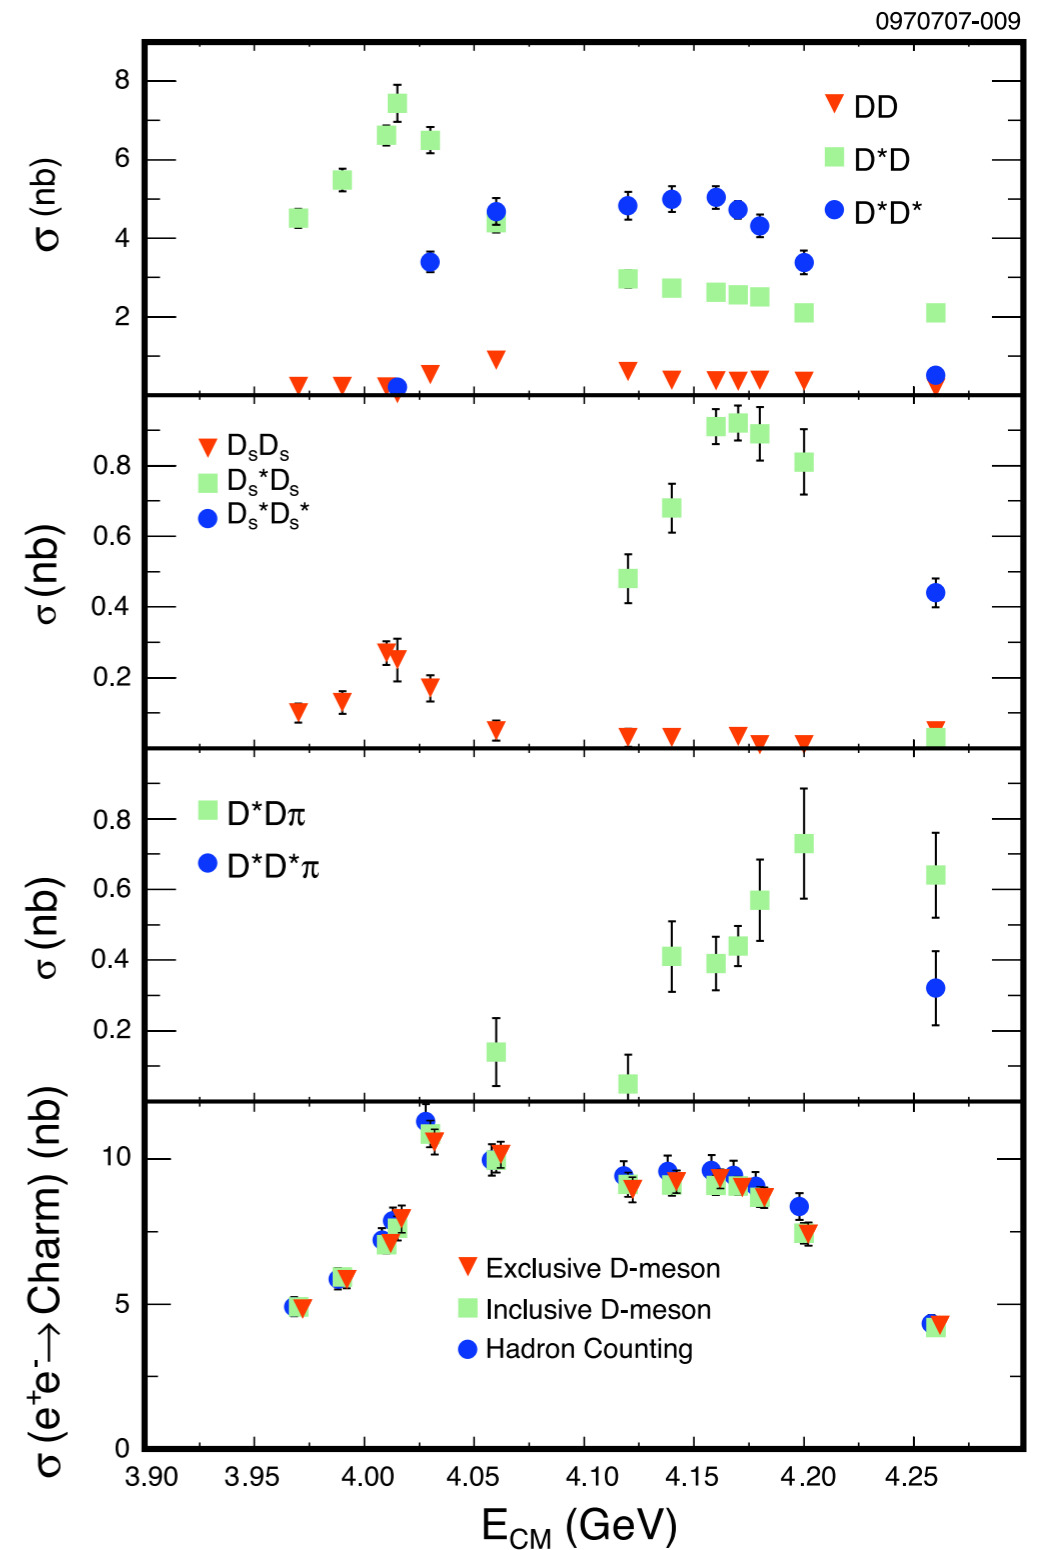 0970707-009
8
6
4
2
σ (nb)
DD
D*D
D*D*
0.8
0.6
0.4
0.2
σ (nb)
DₛDₛ
Dₛ*Dₛ
Dₛ*Dₛ*
0.8
0.6
0.4
0.2
σ (nb)
D*Dπ
D*D*π
10
5
0
σ (e⁺e⁻→ Charm) (nb)
Exclusive D-meson
Inclusive D-meson
Hadron Counting
3.90 3.95 4.00 4.05 4.10 4.15 4.20 4.25
E_CM (GeV)